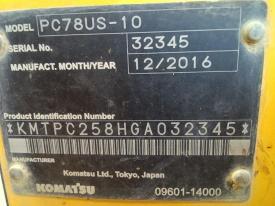 MODEL PC78US-10
SERIAL NUMBER 32345
MANUFACT. MONTH/YEAR 12/2016
Product Identification Number
*KMTPC258HGA032345*
MANUFACTURER
Komatsu Ltd., Tokyo, Japan
KOMATSU 09601-14000